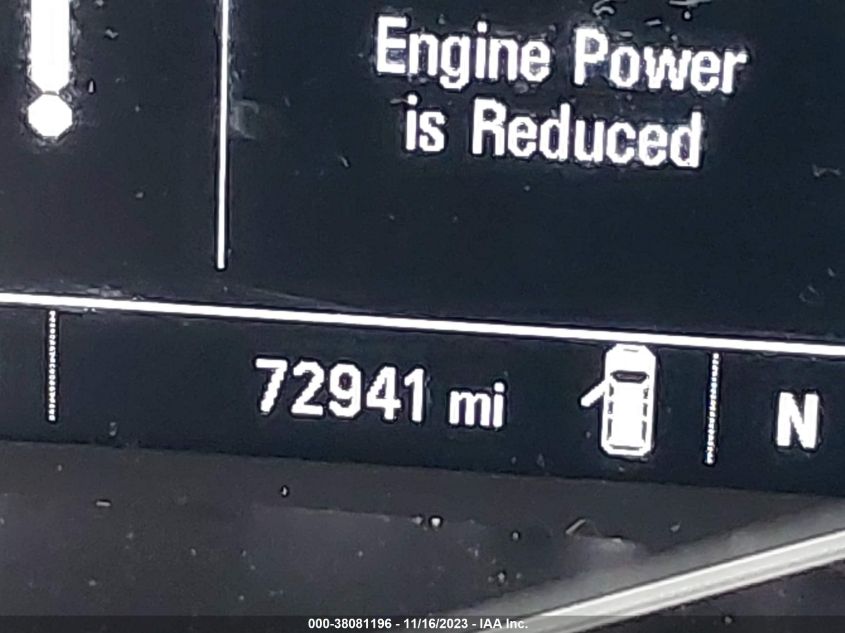 Engine Power
is Reduced
72941 mi
N
000-38081196 - 11/16/2023 - IAA Inc.